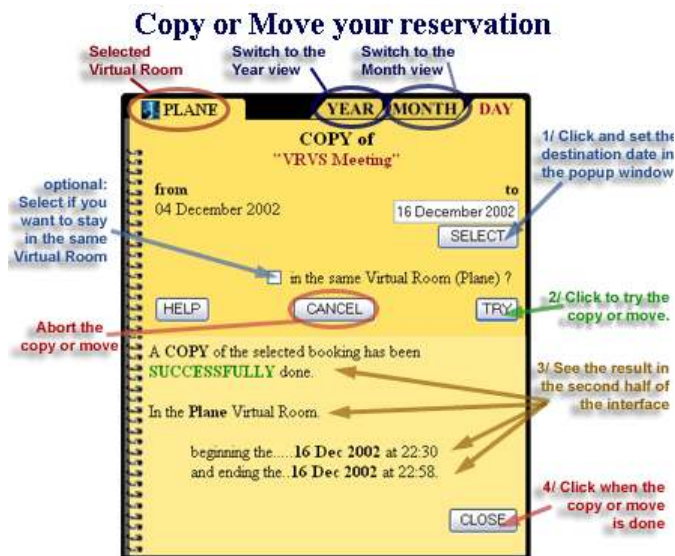 Copy or Move your reservation
Selected
Virtual Room
Switch to the
Year view
Switch to the
Month view
PLANE
YEAR
MONTH
DAY
COPY of
"VRVS Meeting"
1/ Click and set the
destination date in
the popup window
optional:
Select if you
want to stay
in the same
Virtual Room
from
to
04 December 2002
16 December 2002
SELECT
in the same Virtual Room (Plane) ?
HELP
CANCEL
TRY
2/ Click to try the
copy or move.
Abort the
copy or move
A COPY of the selected booking has been
SUCCESSFULLY done.
3/ See the result in
the second half of
the interface
In the Plane Virtual Room.
beginning the.....16 Dec 2002 at 22:30
and ending the..16 Dec 2002 at 22:58.
4/ Click when the
copy or move
is done
CLOSE